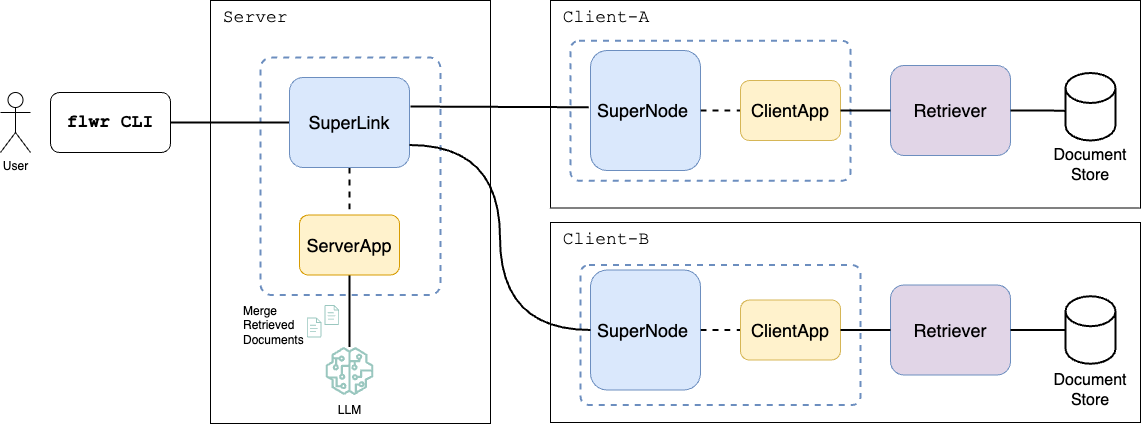 User
flwr CLI
Server
SuperLink
ServerApp
Merge
Retrieved
Documents
LLM
Client-A
SuperNode
ClientApp
Retriever
Document
Store
Client-B
SuperNode
ClientApp
Retriever
Document
Store